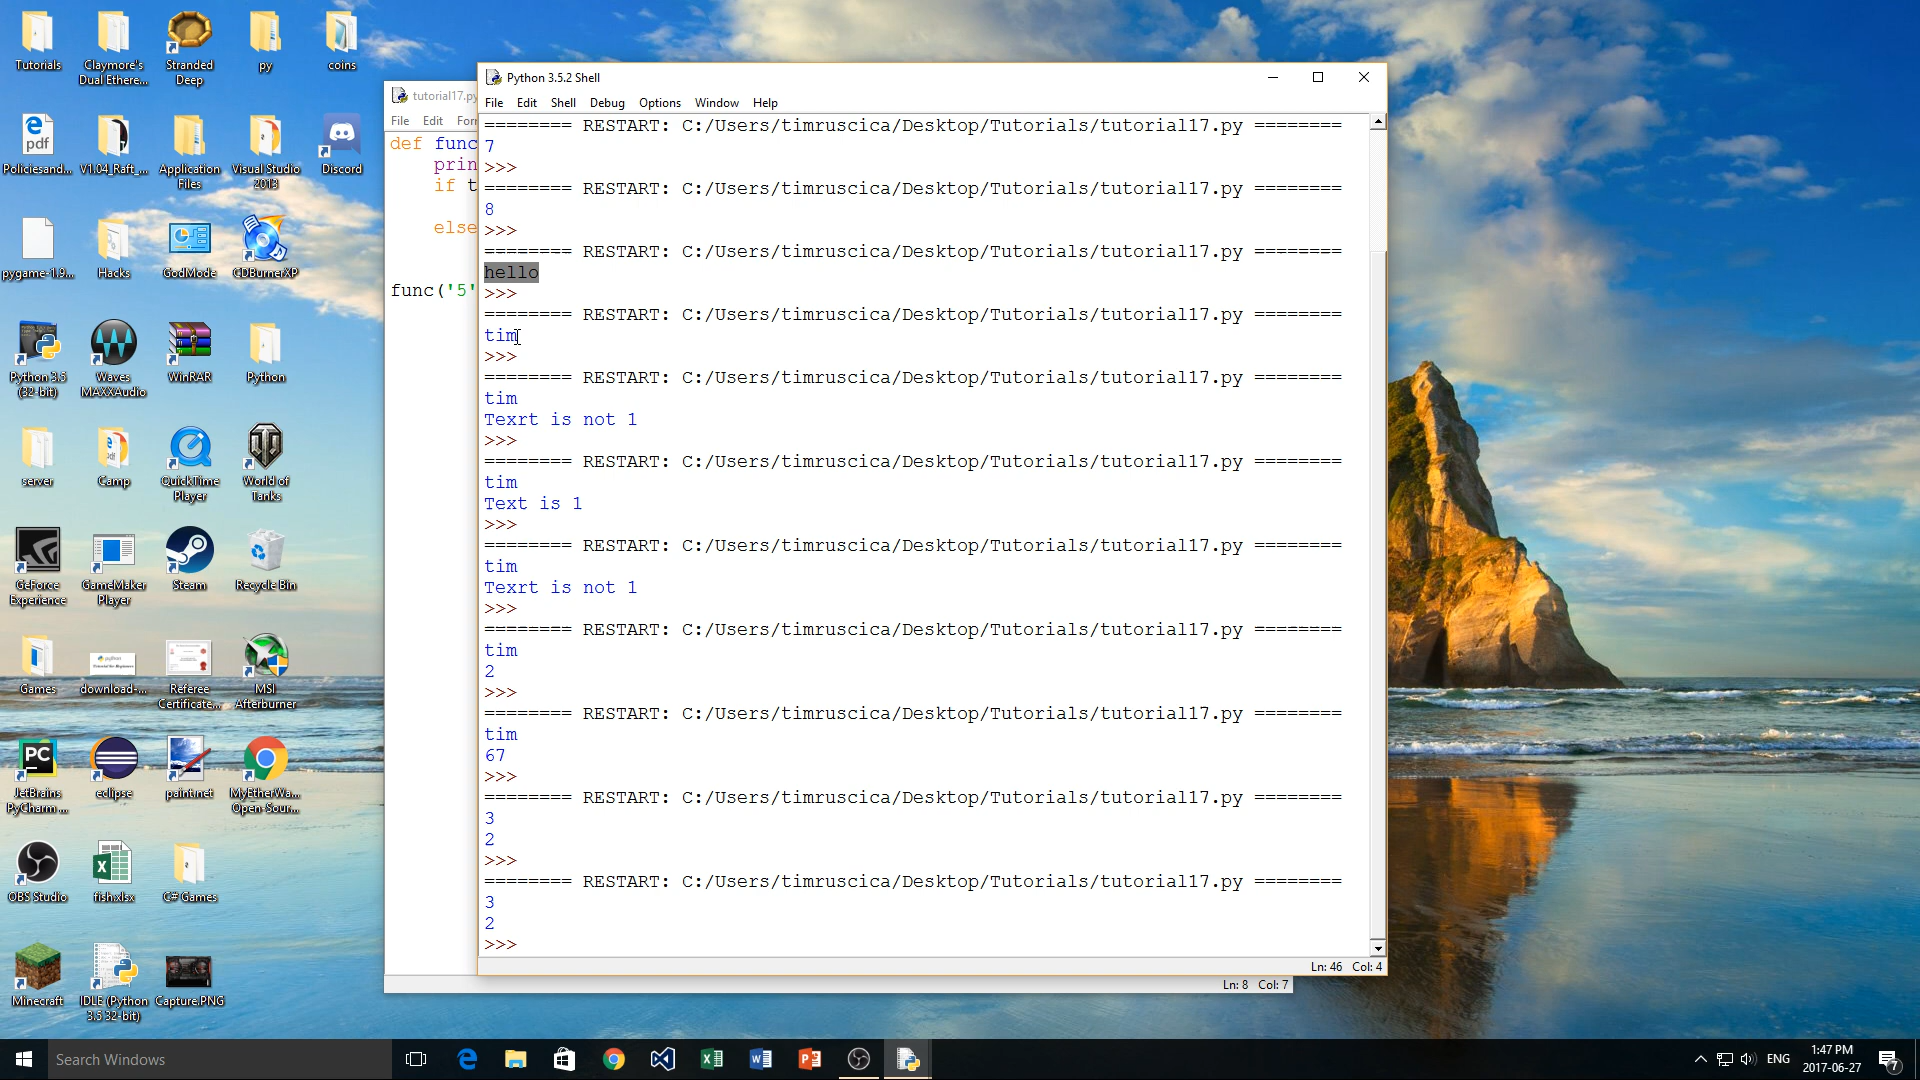 Tutorials
Claymore's
Dual Ethere...
Stranded
Deep
py
coins
Policiesand...
V1.04_Raft_...
Application
Files
Visual Studio
2013
Discord
pygame-1.9...
Hacks
GodMode
CDBurnerXP
Python 3.5
(32-bit)
Waves
MAXXAudio
WinRAR
Python
server
Camp
QuickTime
Player
World of
Tanks
GeForce
Experience
GameMaker
Player
Steam
Recycle Bin
Games
download-...
Referee
Certificate...
MSI
Afterburner
JetBrains
PyCharm ...
eclipse
paint.net
MyEtherWa...
Open-Sour...
OBS Studio
fish.xlsx
C# Games
Minecraft
IDLE (Python
3.5 32-bit)
Capture.PNG
tutorial17.py
File Edit For
def func
prin
if t
else
func('5'
Ln: 8 Col: 7
Python 3.5.2 Shell
File Edit Shell Debug Options Window Help
======== RESTART: C:/Users/timruscica/Desktop/Tutorials/tutorial17.py ========
7
>>>
======== RESTART: C:/Users/timruscica/Desktop/Tutorials/tutorial17.py ========
8
>>>
======== RESTART: C:/Users/timruscica/Desktop/Tutorials/tutorial17.py ========
hello
>>>
======== RESTART: C:/Users/timruscica/Desktop/Tutorials/tutorial17.py ========
tim
>>>
======== RESTART: C:/Users/timruscica/Desktop/Tutorials/tutorial17.py ========
tim
Texrt is not 1
>>>
======== RESTART: C:/Users/timruscica/Desktop/Tutorials/tutorial17.py ========
tim
Text is 1
>>>
======== RESTART: C:/Users/timruscica/Desktop/Tutorials/tutorial17.py ========
tim
Texrt is not 1
>>>
======== RESTART: C:/Users/timruscica/Desktop/Tutorials/tutorial17.py ========
tim
2
>>>
======== RESTART: C:/Users/timruscica/Desktop/Tutorials/tutorial17.py ========
tim
67
>>>
======== RESTART: C:/Users/timruscica/Desktop/Tutorials/tutorial17.py ========
3
2
>>>
======== RESTART: C:/Users/timruscica/Desktop/Tutorials/tutorial17.py ========
3
2
>>>
Ln: 46 Col: 4
Search Windows
ENG
1:47 PM
2017-06-27
7